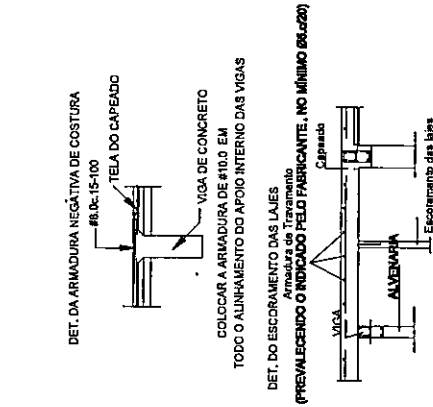 DET. DA ARMADURA NEGATIVA DE COSTURA
#8.0c.15-100
TELA DO CAPEADO
VIGA DE CONCRETO
COLOCAR A ARMADURA DE #10.0 EM
TODO O ALINHAMENTO DO APOIO INTERNO DAS VIGAS
DET. DO ESCORAMENTO DAS LAJES
Armadura de Travamento
(PREVALECENDO O INDICADO PELO FABRICANTE, NO MÍNIMO Ø6.c/20)
Capeado
VIGA
ALVENARIA
Escoramento das lajes